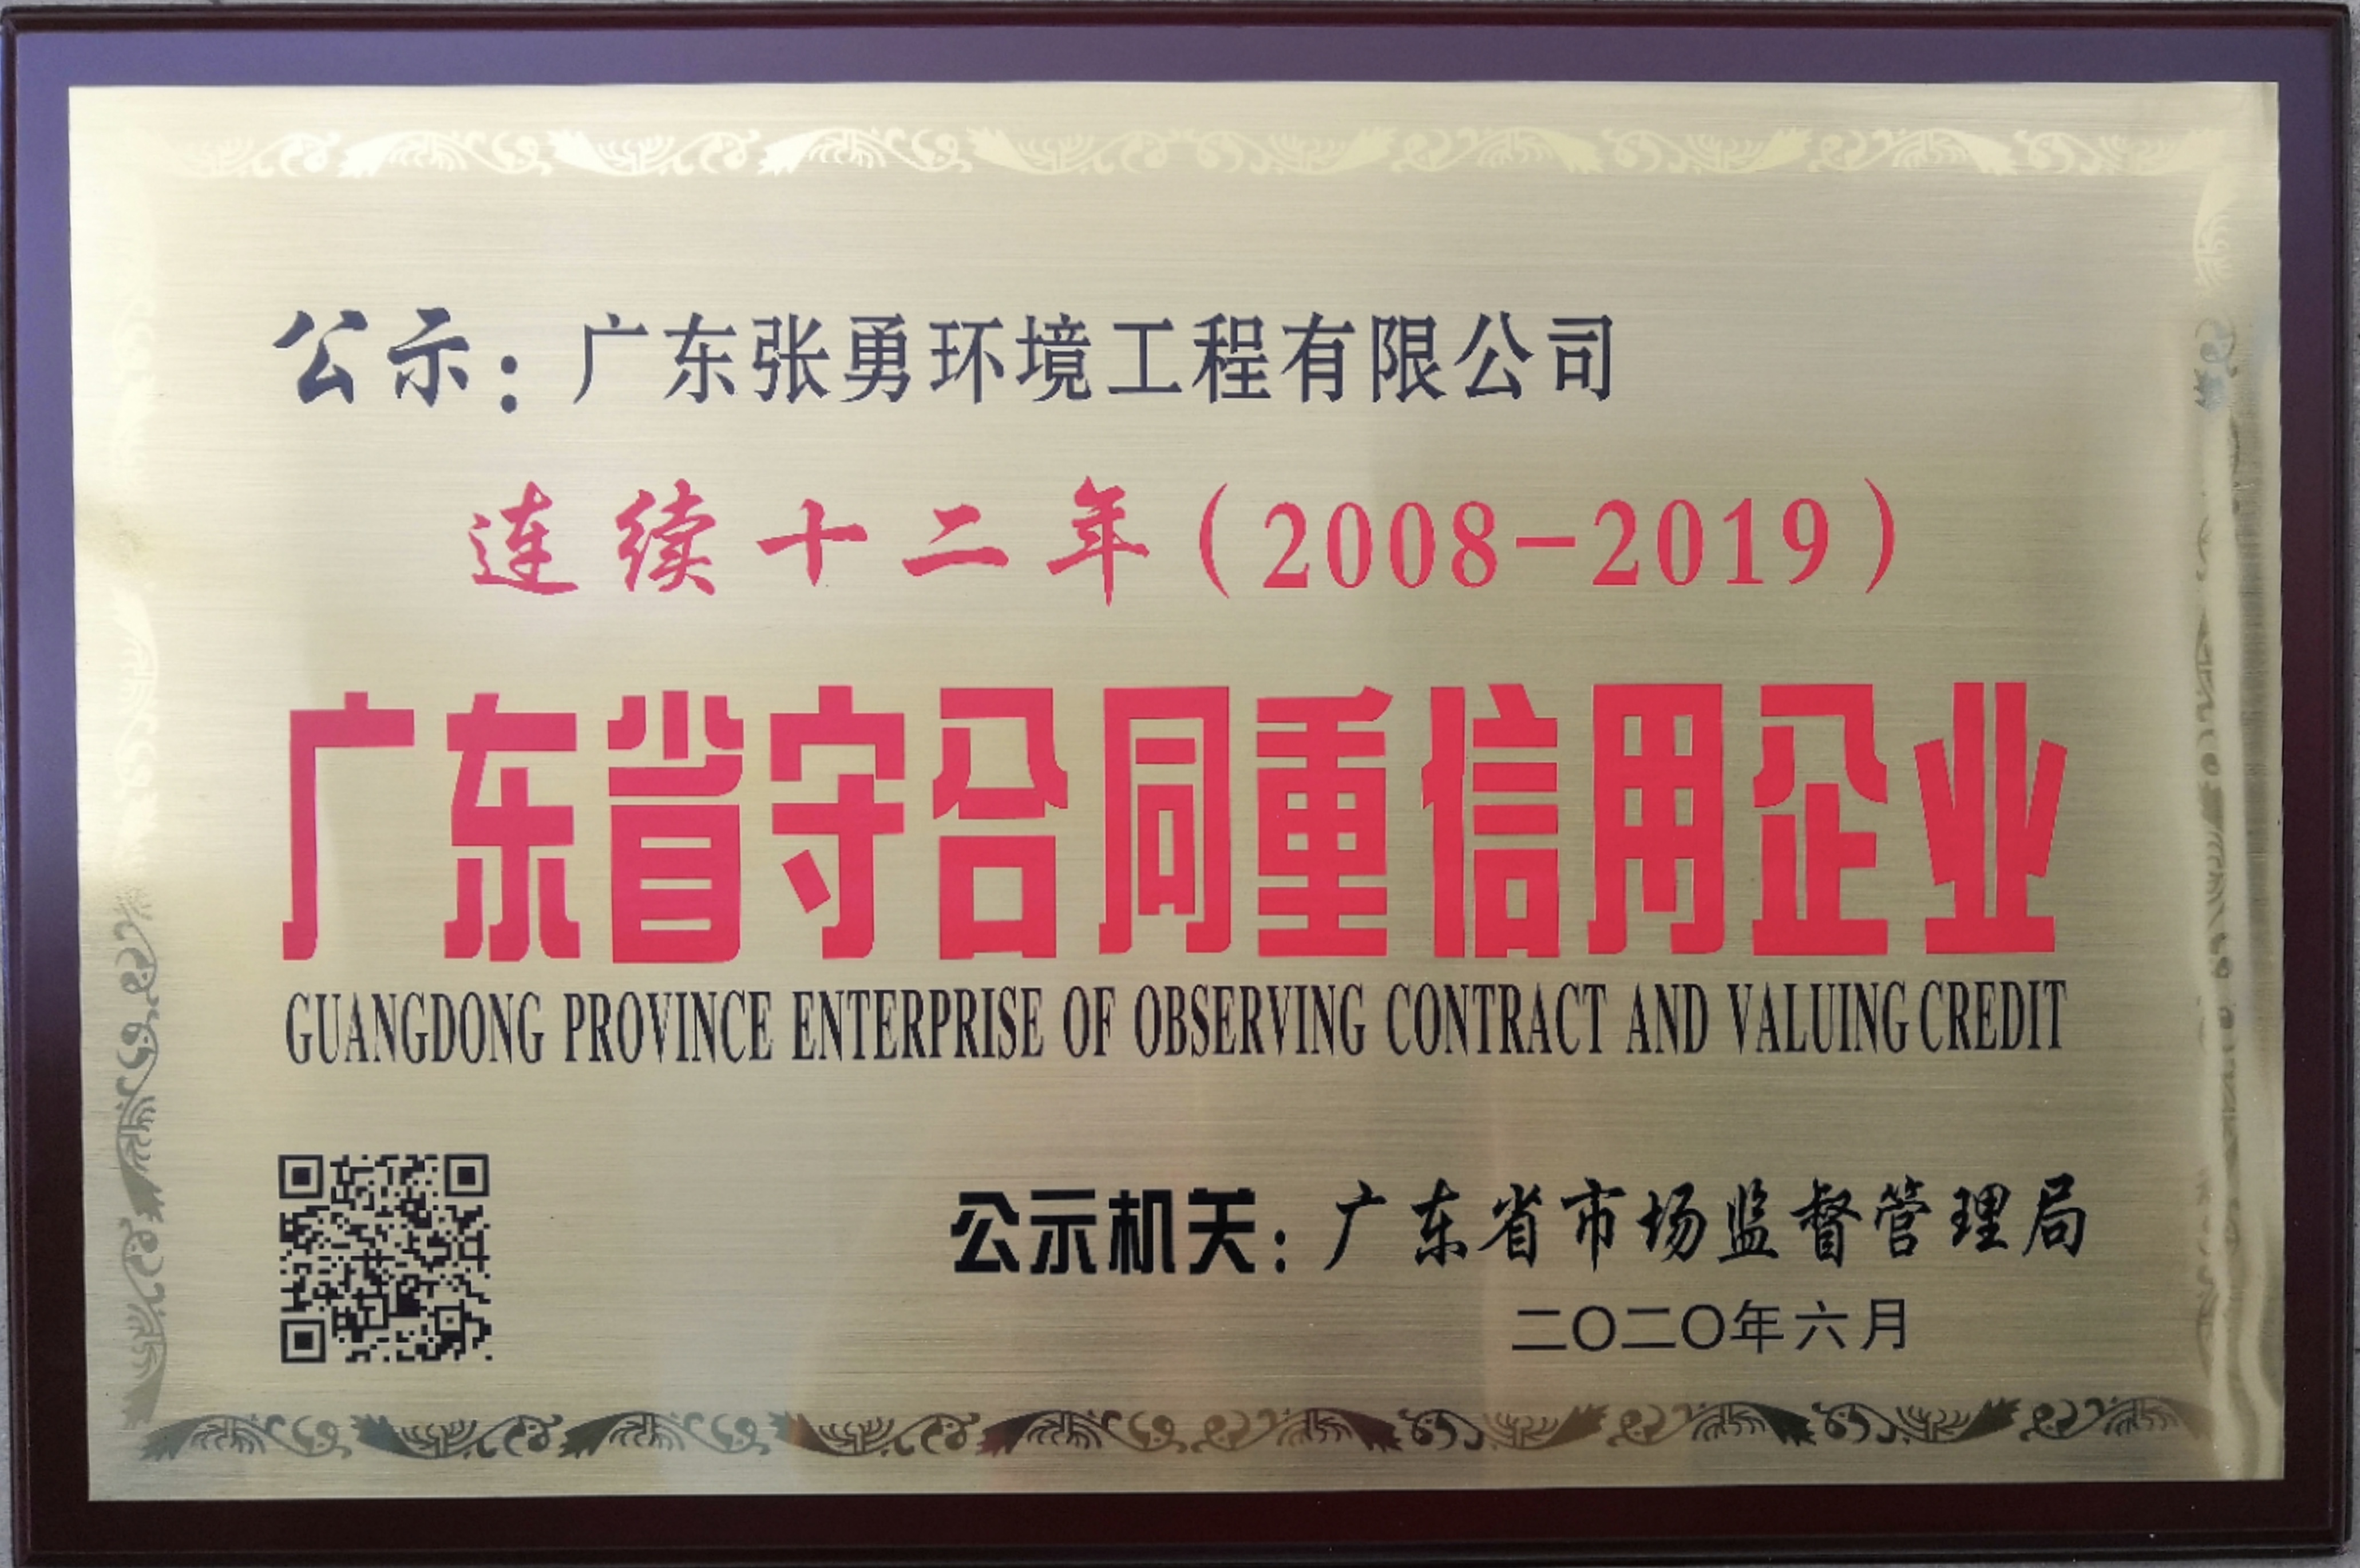 公示：广东张勇环境工程有限公司
连续十二年（2008-2019）
广东省守合同重信用企业
GUANGDONG PROVINCE ENTERPRISE OF OBSERVING CONTRACT AND VALUING CREDIT
公示机关：广东省市场监督管理局
二〇二〇年六月